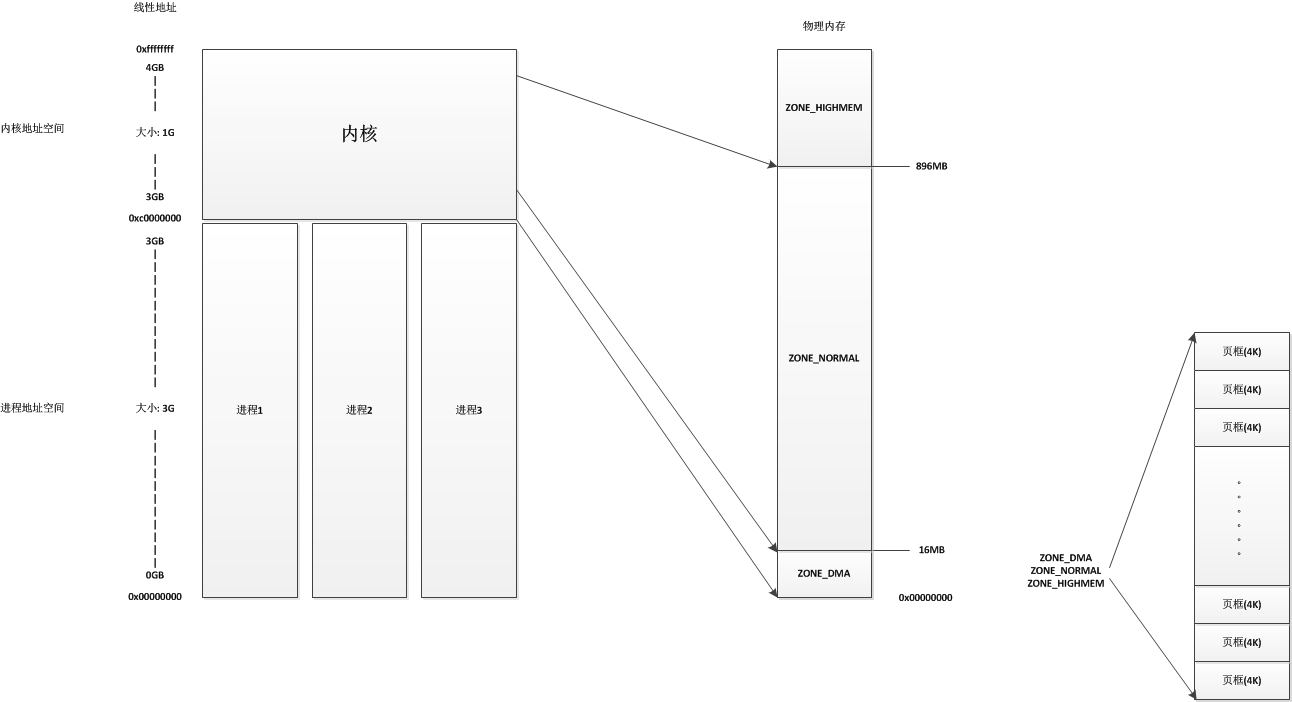 线性地址
物理内存
0xffffffff
4GB
ZONE_HIGHMEM
内核地址空间
大小: 1G
内核
896MB
3GB
0xc0000000
3GB
ZONE_NORMAL
页框(4K)
页框(4K)
页框(4K)
进程地址空间
大小: 3G
进程1
进程2
进程3
16MB
ZONE_DMA
0GB
0x00000000
0x00000000
ZONE_DMA
ZONE_NORMAL
ZONE_HIGHMEM
页框(4K)
页框(4K)
页框(4K)